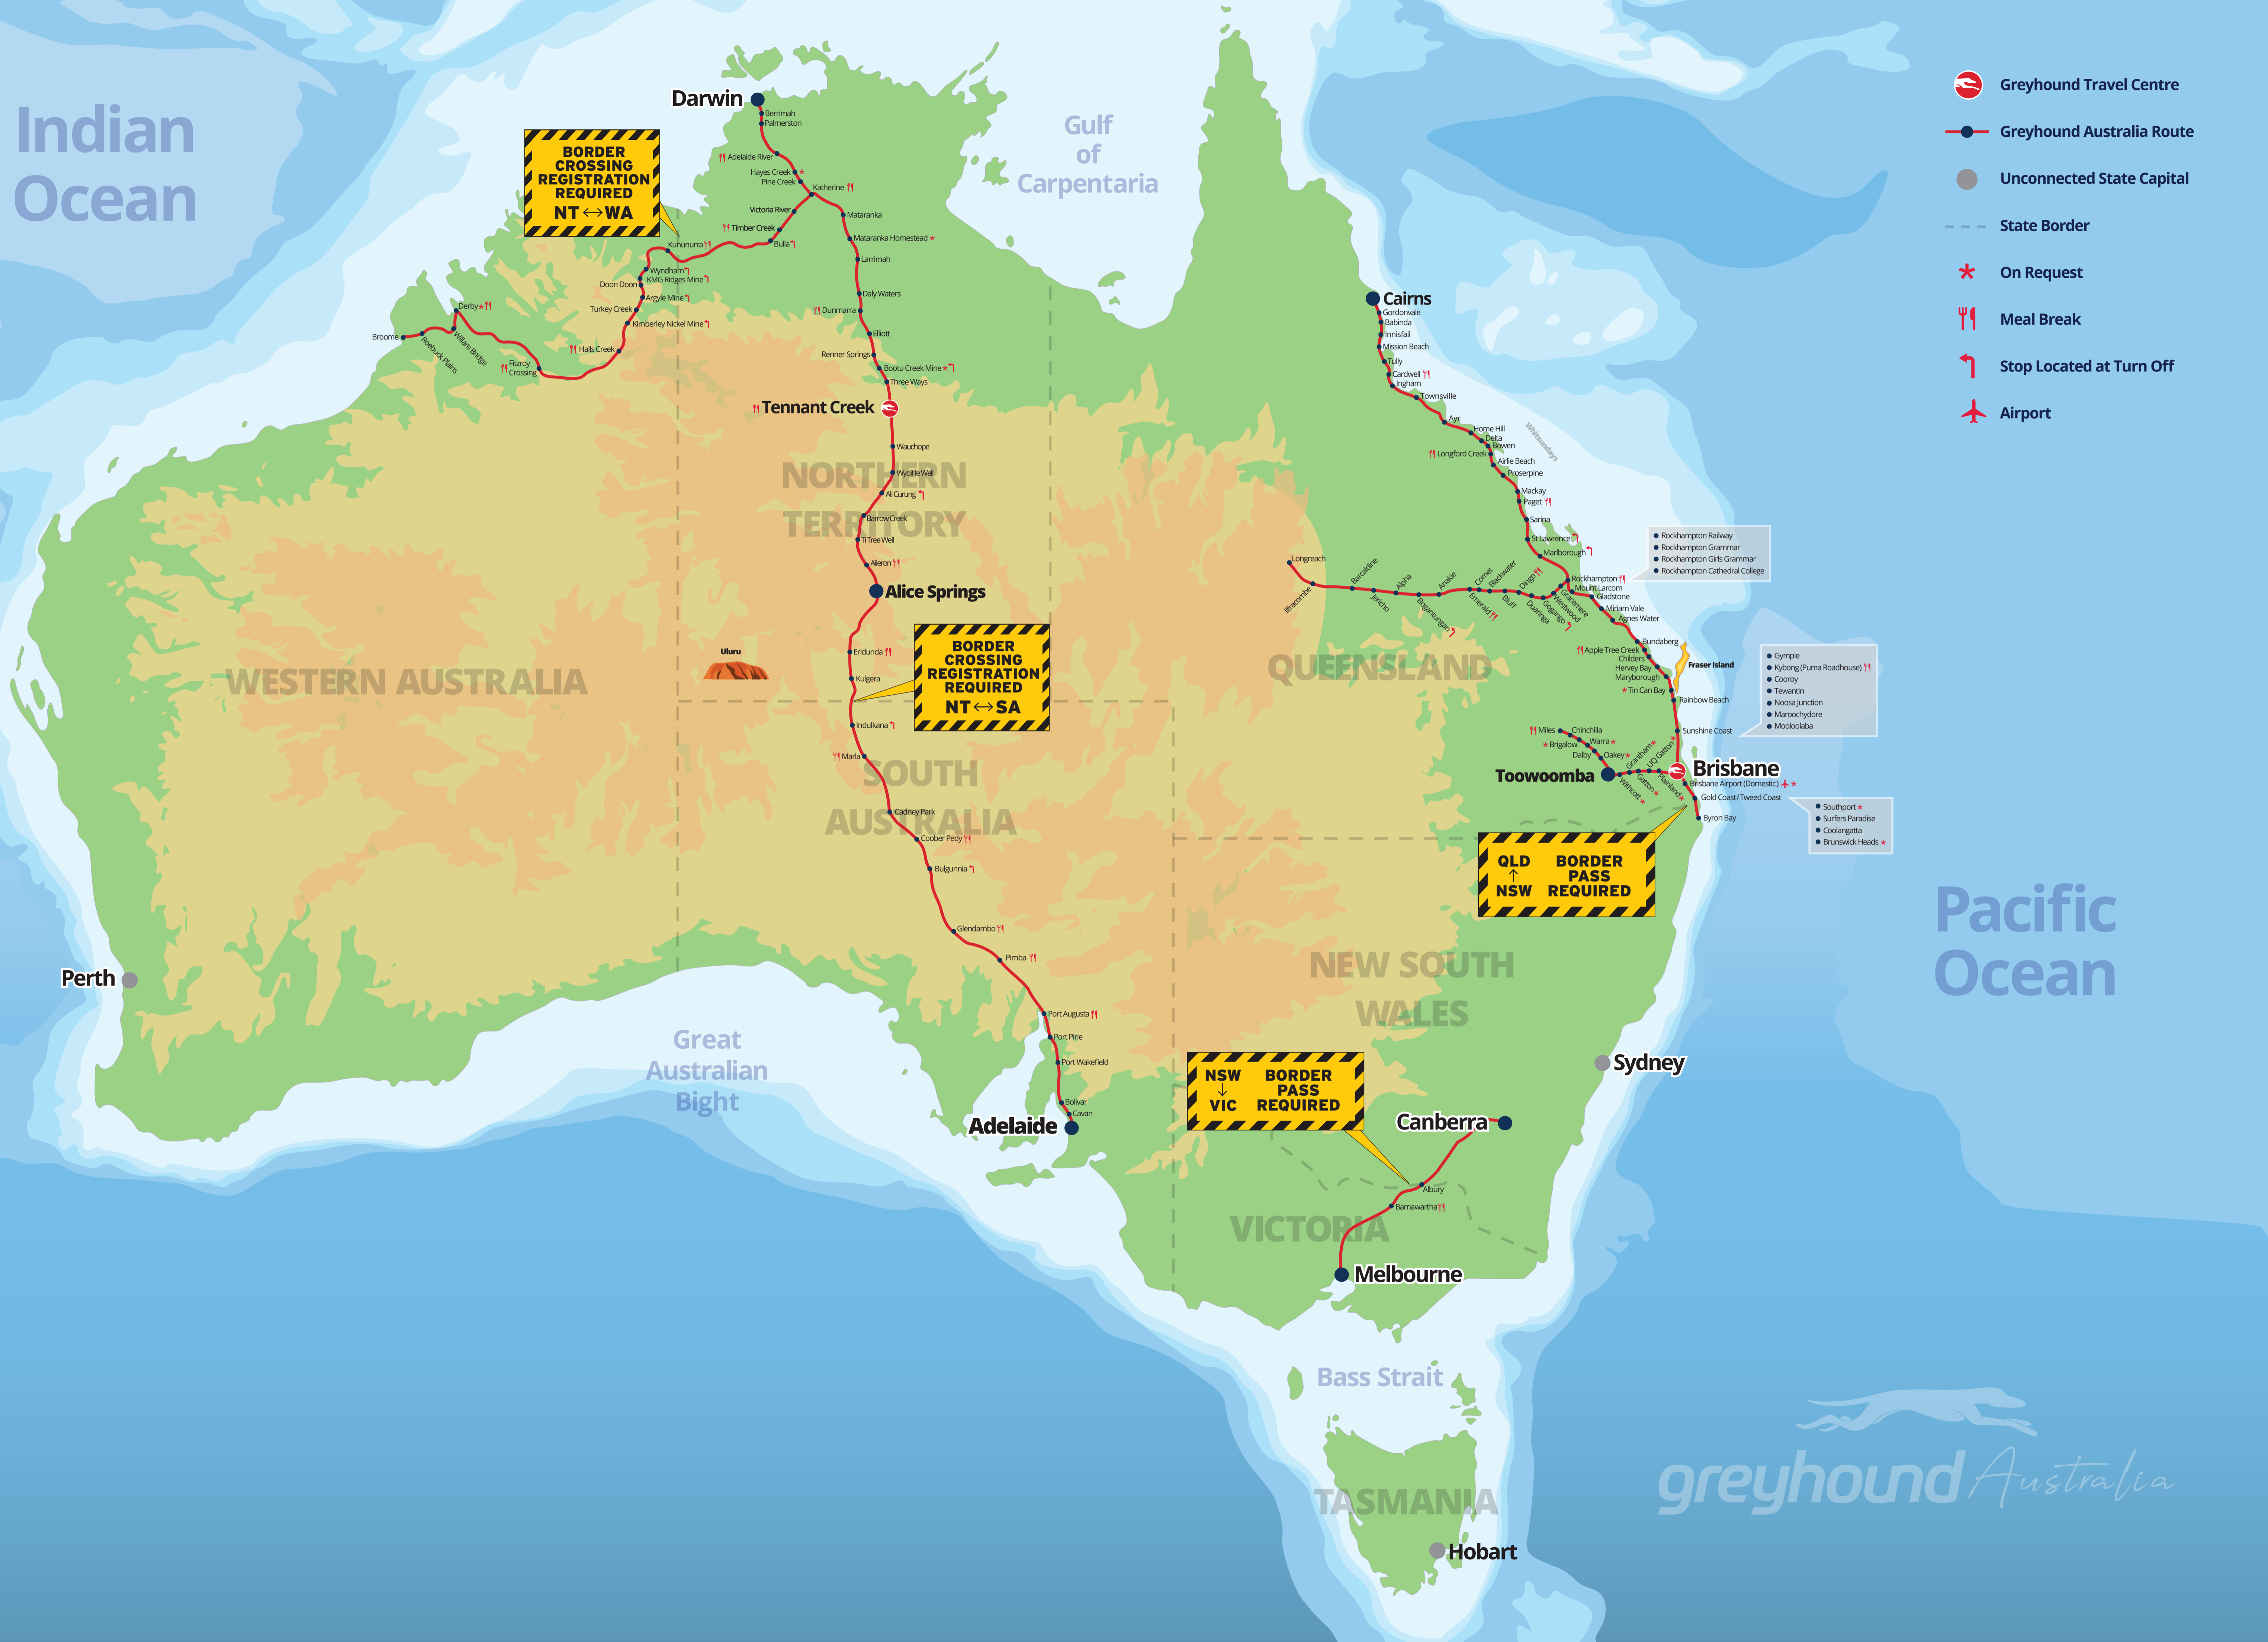 Indian
Ocean
Gulf
of
Carpentaria
Great
Australian
Bight
Bass Strait
Pacific
Ocean
Whitsundays
Greyhound Travel Centre
Greyhound Australia Route
Unconnected State Capital
State Border
* On Request
Meal Break
Stop Located at Turn Off
Airport
WESTERN AUSTRALIA
NORTHERN
TERRITORY
SOUTH
AUSTRALIA
QUEENSLAND
NEW SOUTH
WALES
VICTORIA
TASMANIA
BORDER
CROSSING
REGISTRATION
REQUIRED
NT ↔ WA
Darwin
Berrimah
Palmerston
Adelaide River
Hayes Creek *
Pine Creek
Katherine
Victoria River
Timber Creek
Bulla
Kununurra
Wyndham
KMG Ridges Mine
Doon Doon
Argyle Mine
Turkey Creek
Kimberley Nickel Mine
Halls Creek
Fitzroy
Crossing
Derby *
Willare Bridge
Roebuck Plains
Broome
Mataranka
Mataranka Homestead *
Larrimah
Daly Waters
Dunmarra
Elliott
Renner Springs
Bootu Creek Mine *
Three Ways
Tennant Creek
Wauchope
Wycliffe Well
Ali Curung
Barrow Creek
Ti Tree Well
Aileron
Alice Springs
Uluru
Erldunda
Kulgera
BORDER
CROSSING
REGISTRATION
REQUIRED
NT ↔ SA
Indulkana
Marla
Cadney Park
Coober Pedy
Bulgunnia
Glendambo
Pimba
Port Augusta
Port Pirie
Port Wakefield
Bolivar
Cavan
Adelaide
Perth
Cairns
Gordonvale
Babinda
Innisfail
Mission Beach
Tully
Cardwell
Ingham
Townsville
Ayr
Home Hill
Delta
Bowen
Longford Creek
Airlie Beach
Proserpine
Mackay
Paget
Sarina
St Lawrence
Marlborough
Rockhampton
Mount Larcom
Gladstone
Miriam Vale
Agnes Water
Bundaberg
Apple Tree Creek
Childers
Hervey Bay
Maryborough
* Tin Can Bay
Rainbow Beach
Fraser Island
Sunshine Coast
Rockhampton Railway
Rockhampton Grammar
Rockhampton Girls Grammar
Rockhampton Cathedral College
Longreach
Ilfracombe
Barcaldine
Jericho
Alpha
Bogantungan
Anakie
Emerald
Comet
Blackwater
Bluff
Dingo
Duaringa
Gogango
Westwood
Gracemere
Gympie
Kybong (Puma Roadhouse)
Cooroy
Tewantin
Noosa Junction
Maroochydore
Mooloolaba
Miles
Chinchilla
* Brigalow
Warra *
Dalby
Oakey *
Toowoomba
Withcott *
Grantham *
Gatton *
UQ Gatton *
Plainland *
Brisbane
Brisbane Airport (Domestic) *
Gold Coast/Tweed Coast
Byron Bay
Southport *
Surfers Paradise
Coolangatta
Brunswick Heads *
QLD
↑
NSW
BORDER
PASS
REQUIRED
NSW
↓
VIC
BORDER
PASS
REQUIRED
Sydney
Canberra
Albury
Barnawartha
Melbourne
Hobart
greyhound Australia